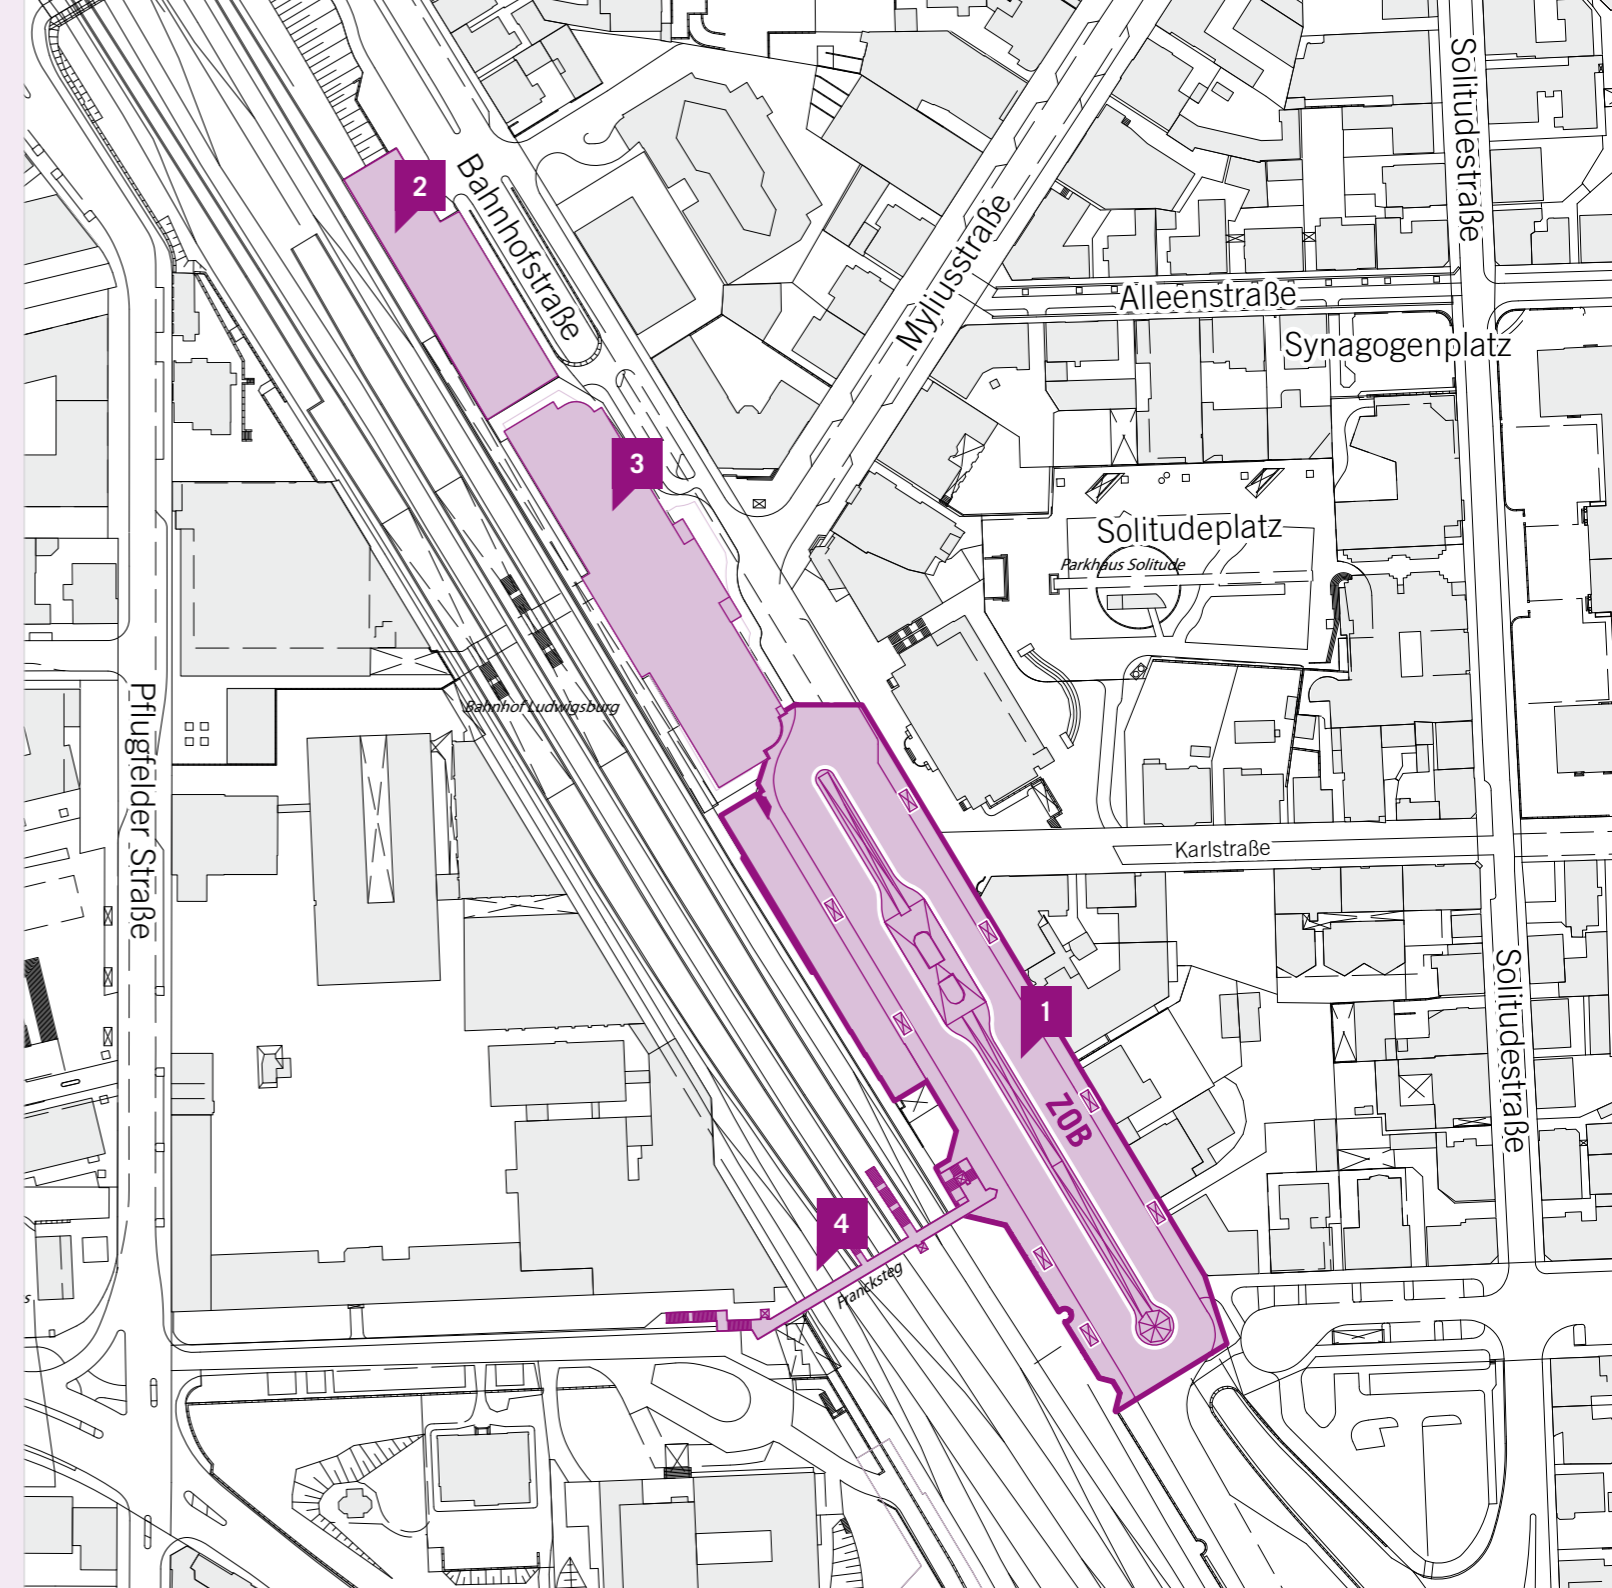 Solitudestraße
2
Bahnhofstraße
Myliusstraße
Alleenstraße
Synagogenplatz
3
Solitudeplatz
Parkhaus Solitude
Bahnhof Ludwigsburg
Pflugfelder Straße
Karlstraße
1
Solitudestraße
ZOB
4
Francksteg
s